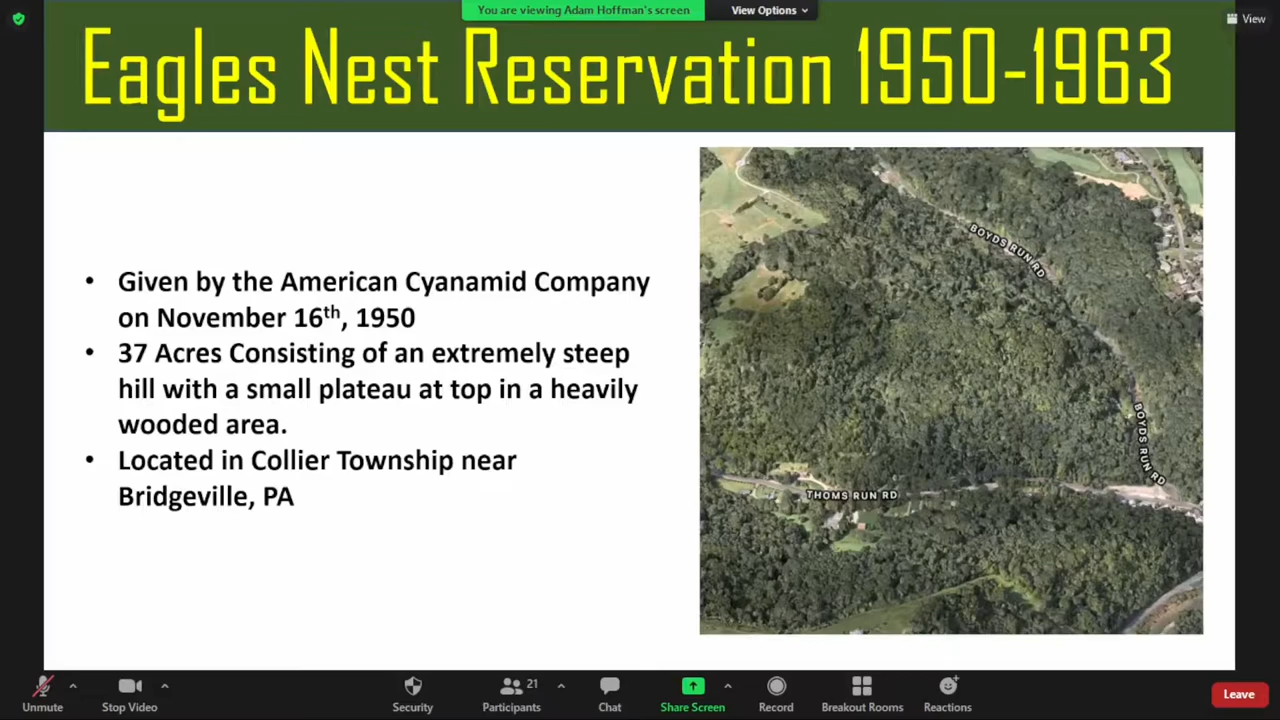 You are viewing Adam Hoffman's screen
View Options
View
Eagles Nest Reservation 1950-1963
• Given by the American Cyanamid Company
on November 16th, 1950
• 37 Acres Consisting of an extremely steep
hill with a small plateau at top in a heavily
wooded area.
• Located in Collier Township near
Bridgeville, PA
BOYDS RUN RD
BOYDS RUN RD
THOMS RUN RD
Unmute
Stop Video
Security
21
Participants
Chat
Share Screen
Record
Breakout Rooms
Reactions
Leave